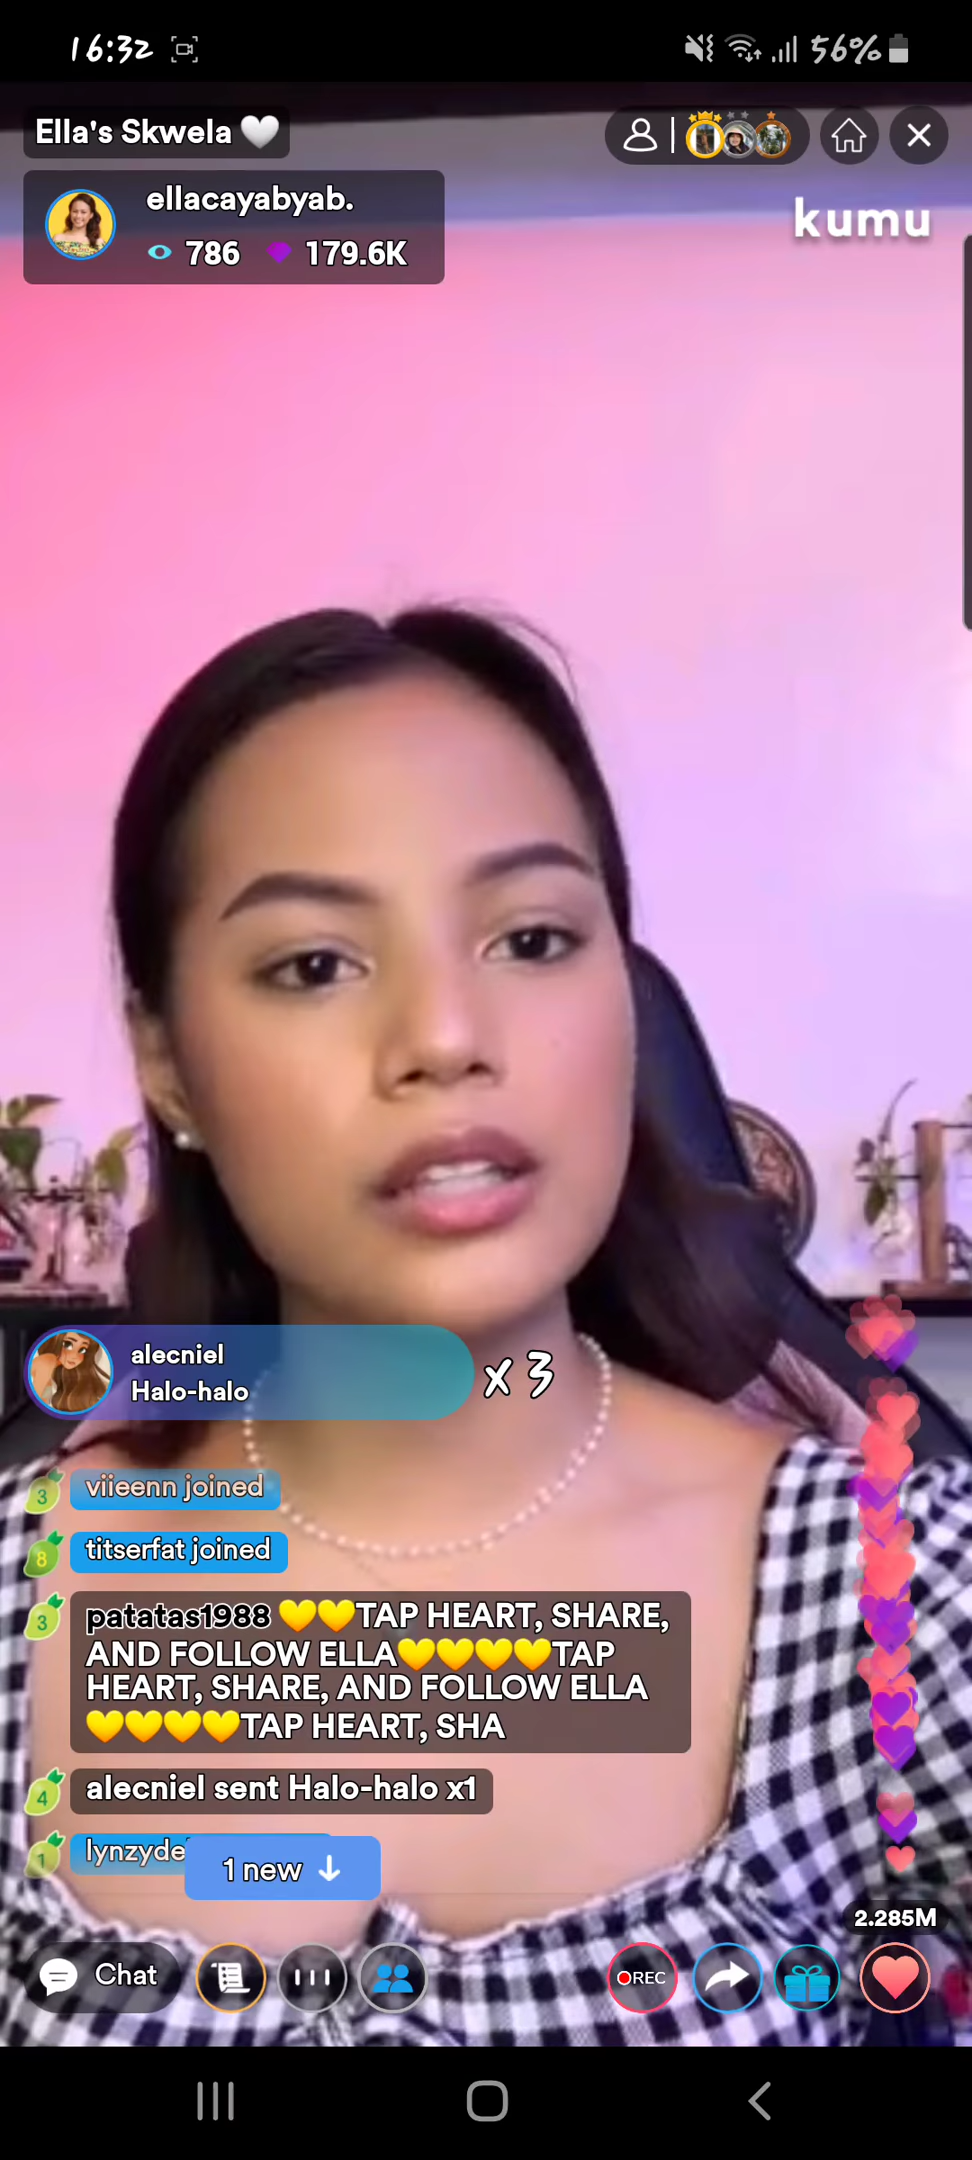 16:32
56%
Ella's Skwela 🤍
ellacayabyab.
786 179.6K
kumu
alecniel
Halo-halo
x 3
3 viieenn joined
8 titserfat joined
3 patatas1988 💛💛TAP HEART, SHARE,
AND FOLLOW ELLA💛💛💛💛TAP
HEART, SHARE, AND FOLLOW ELLA
💛💛💛💛TAP HEART, SHA
4 alecniel sent Halo-halo x1
1
1 new ↓
2.285M
Chat
REC